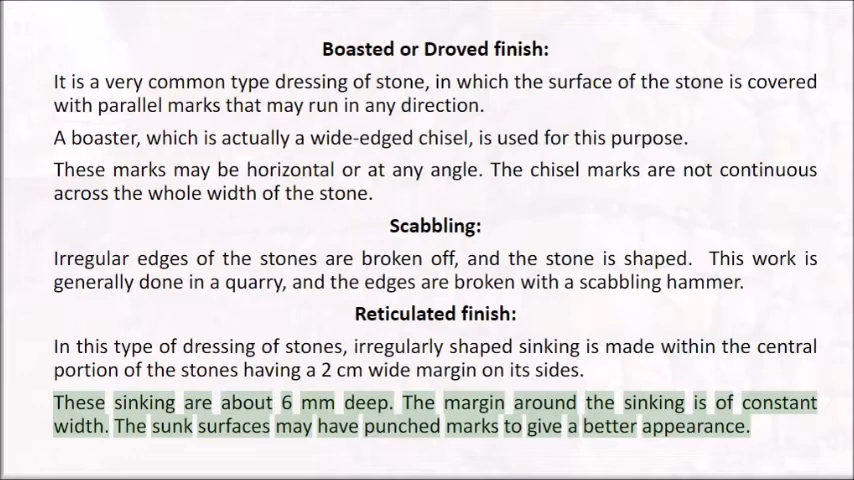 Boasted or Droved finish:
It is a very common type dressing of stone, in which the surface of the stone is covered
with parallel marks that may run in any direction.
A boaster, which is actually a wide-edged chisel, is used for this purpose.
These marks may be horizontal or at any angle. The chisel marks are not continuous
across the whole width of the stone.
Scabbling:
Irregular edges of the stones are broken off, and the stone is shaped. This work is
generally done in a quarry, and the edges are broken with a scabbling hammer.
Reticulated finish:
In this type of dressing of stones, irregularly shaped sinking is made within the central
portion of the stones having a 2 cm wide margin on its sides.
These sinking are about 6 mm deep. The margin around the sinking is of constant
width. The sunk surfaces may have punched marks to give a better appearance.